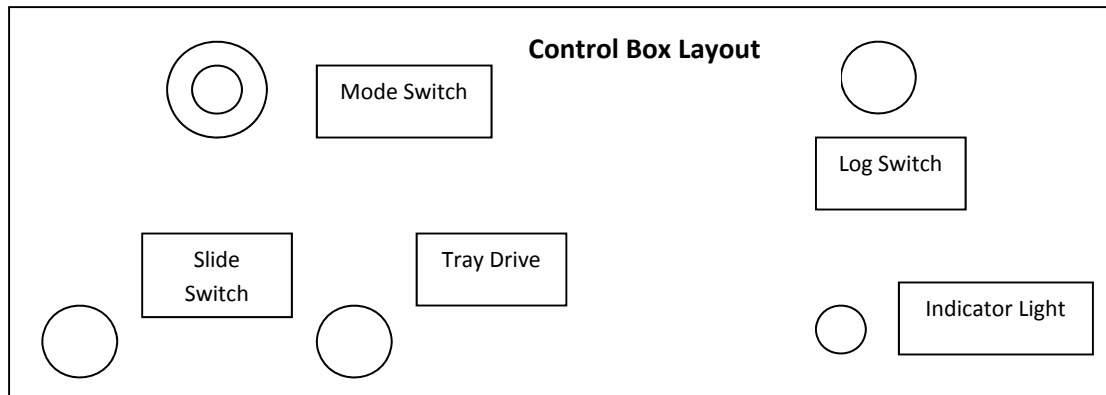 Control Box Layout
Mode Switch
Log Switch
Slide
Switch
Tray Drive
Indicator Light